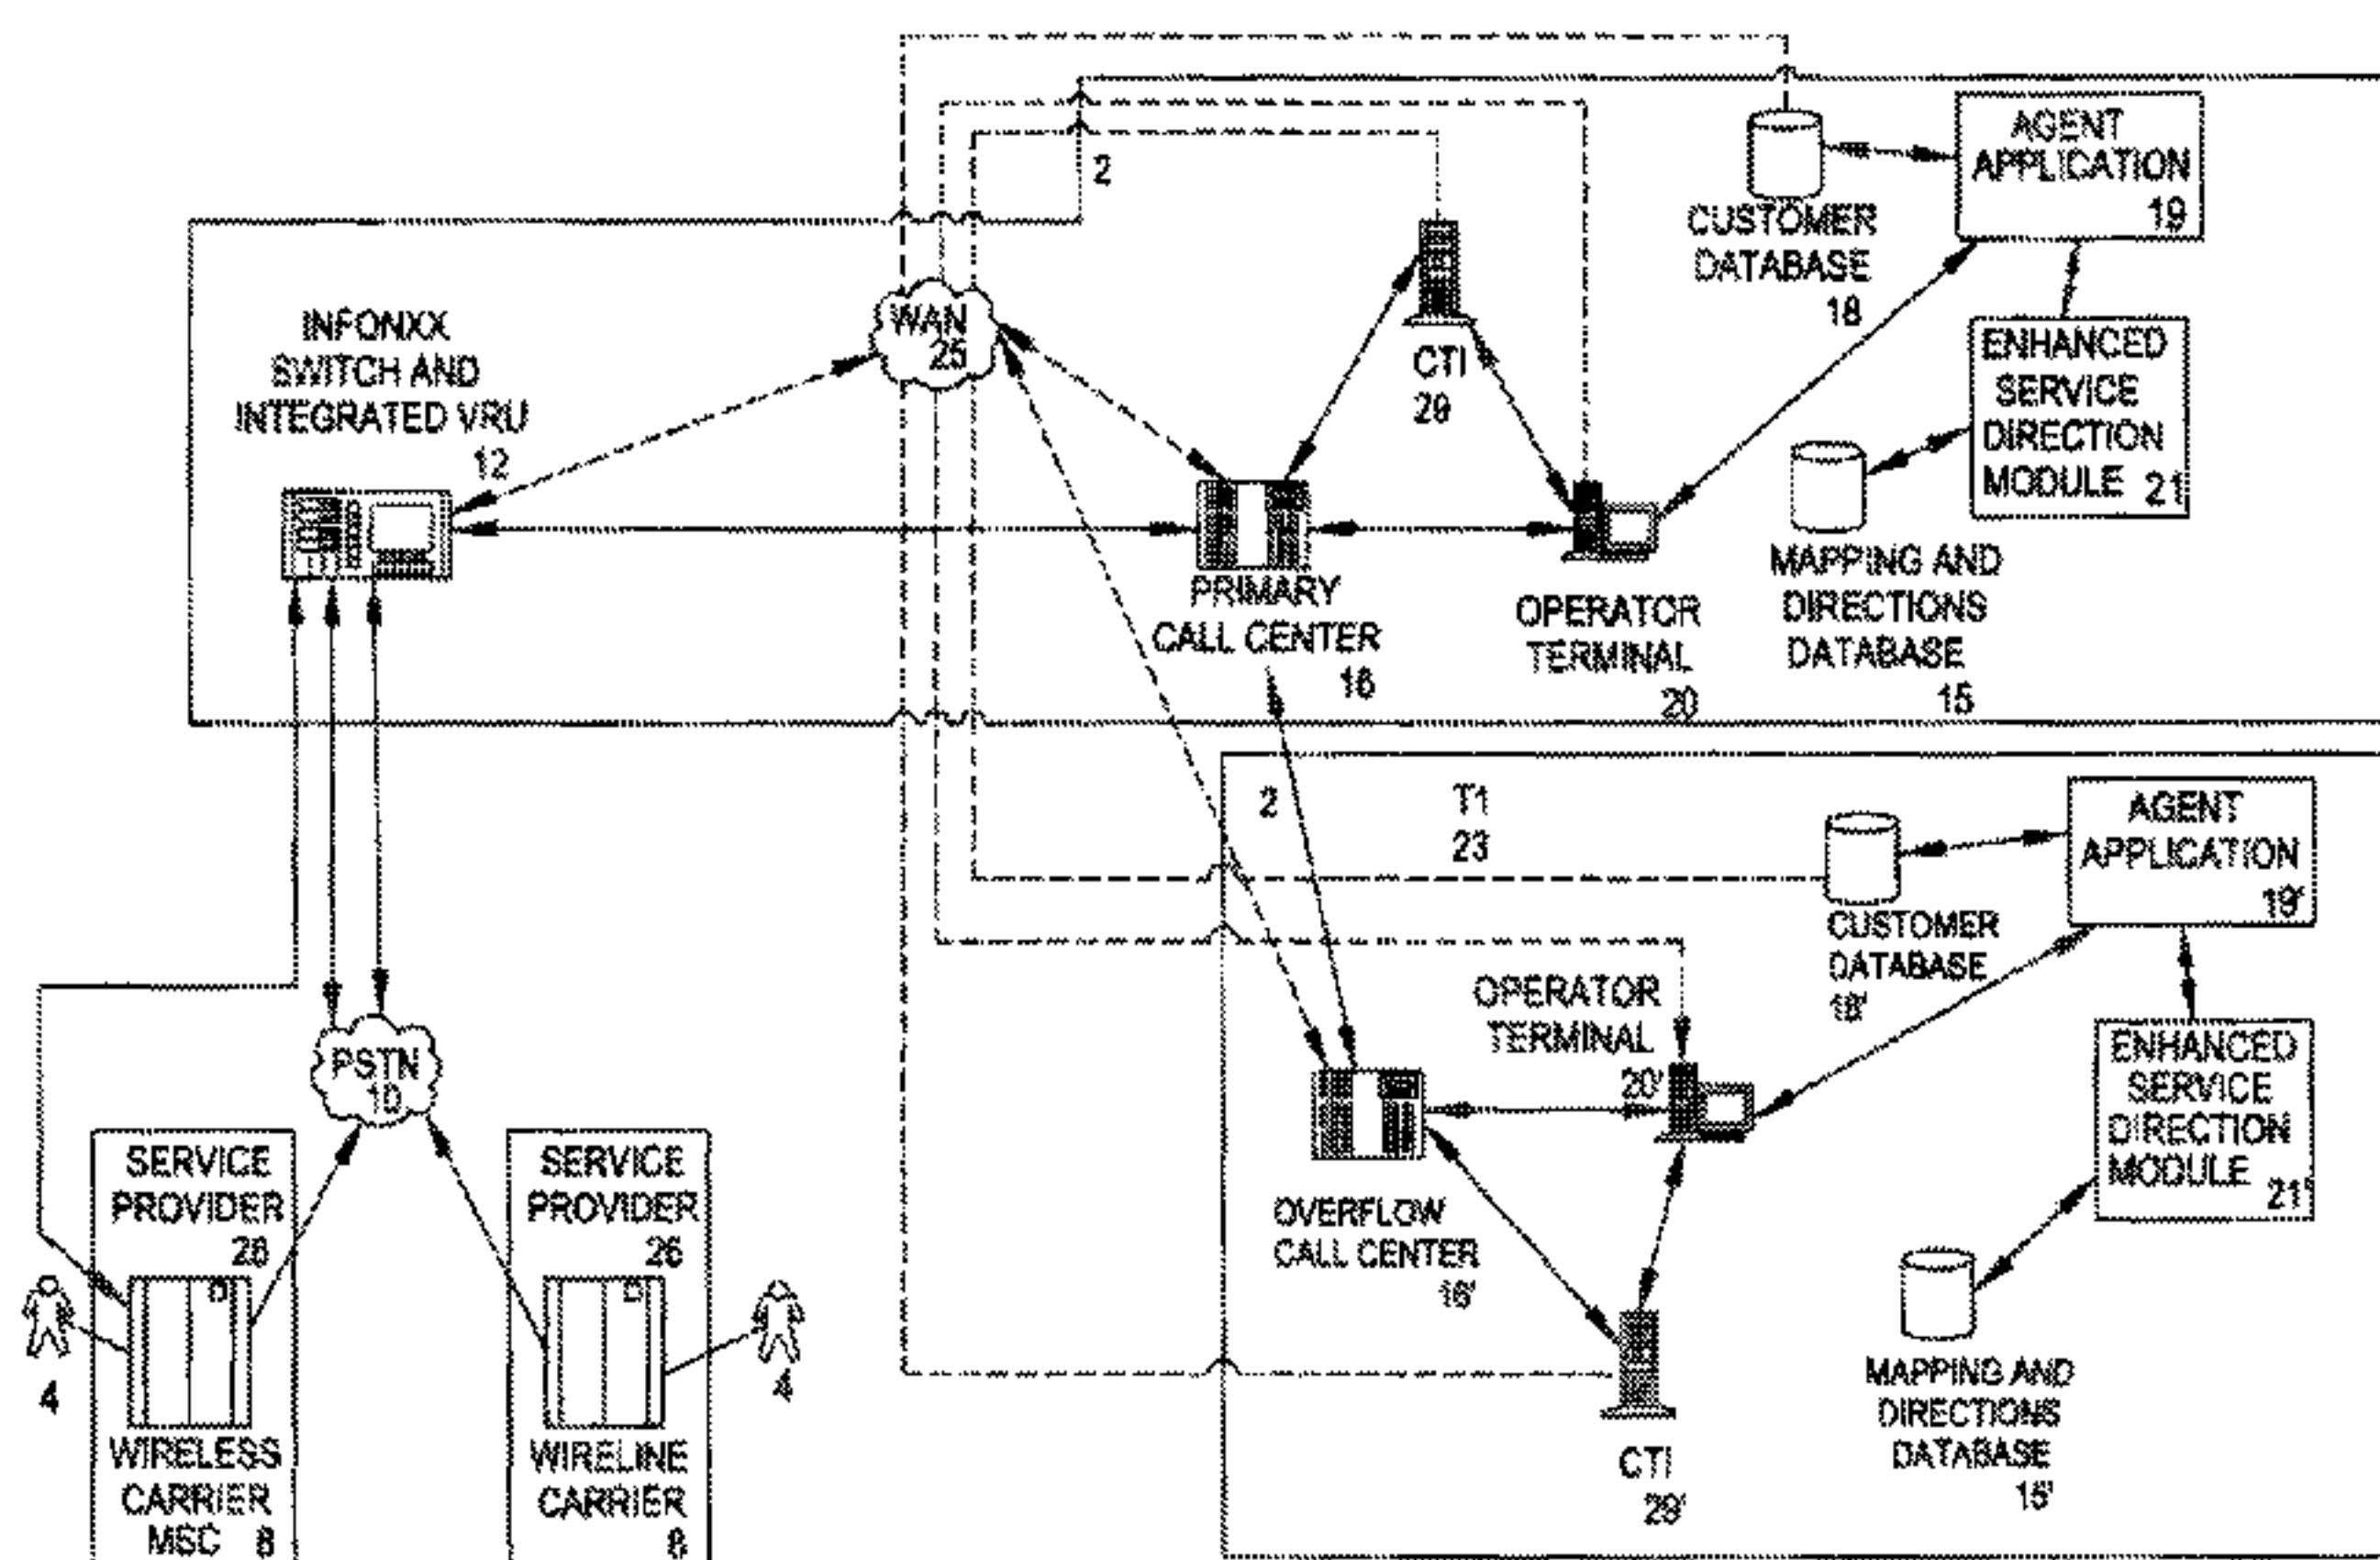 2
AGENT
APPLICATION
19
CUSTOMER
DATABASE
18
WAN
25
INFONXX
SWITCH AND
INTEGRATED VRU
12
CTI
29
ENHANCED
SERVICE
DIRECTION
MODULE 21
MAPPING AND
DIRECTIONS
DATABASE
15
PRIMARY
CALL CENTER
16
OPERATOR
TERMINAL
20
2
T1
23
AGENT
APPLICATION
19'
CUSTOMER
DATABASE
18'
OPERATOR
TERMINAL
20'
ENHANCED
SERVICE
DIRECTION
MODULE
21'
PSTN
10
SERVICE
PROVIDER
26
SERVICE
PROVIDER
26
OVERFLOW
CALL CENTER
16'
4
4
WIRELESS
CARRIER
MSC 8
WIRELINE
CARRIER
8
CTI
29'
MAPPING AND
DIRECTIONS
DATABASE
15'